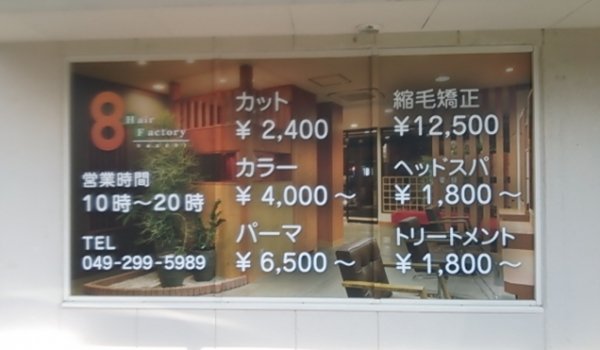 8
Hair
Factory
営業時間
10時～20時
TEL
049-299-5989
カット
¥ 2,400
カラー
¥ 4,000～
パーマ
¥ 6,500～
縮毛矯正
¥12,500
ヘッドスパ
¥ 1,800～
トリートメント
¥ 1,800～